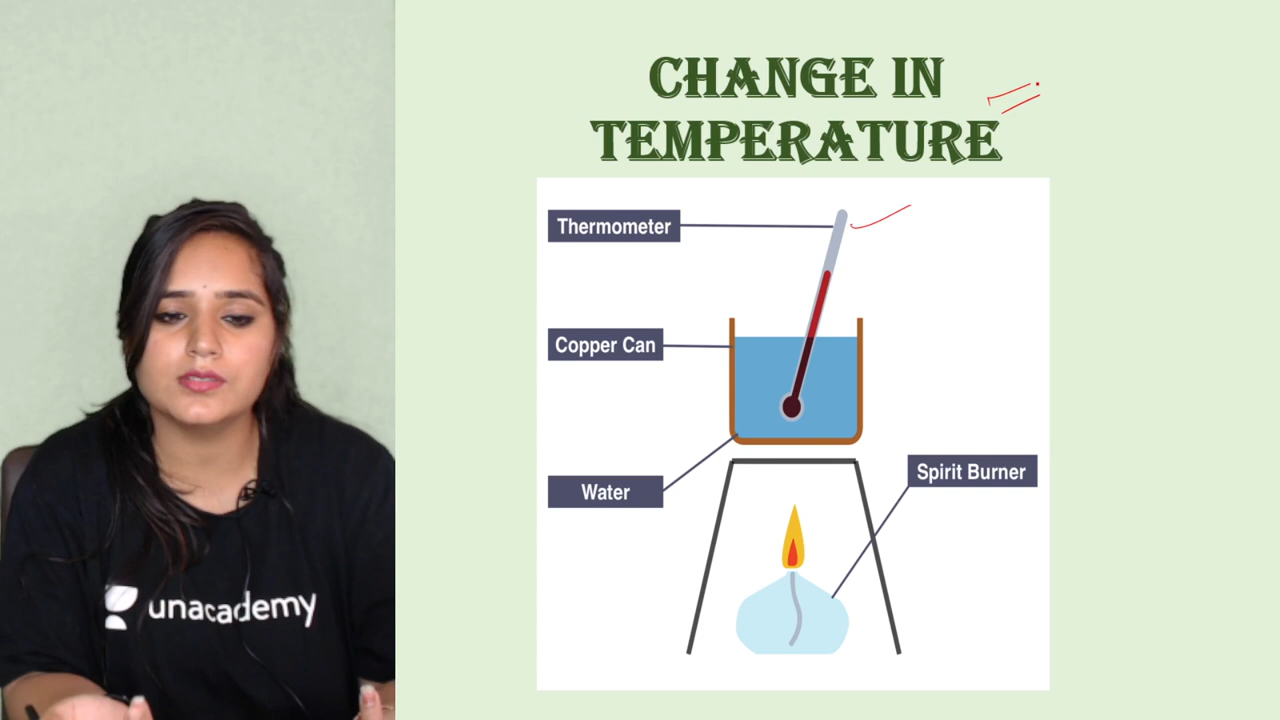 CHANGE IN
TEMPERATURE
Thermometer
Copper Can
Water
Spirit Burner
unacademy